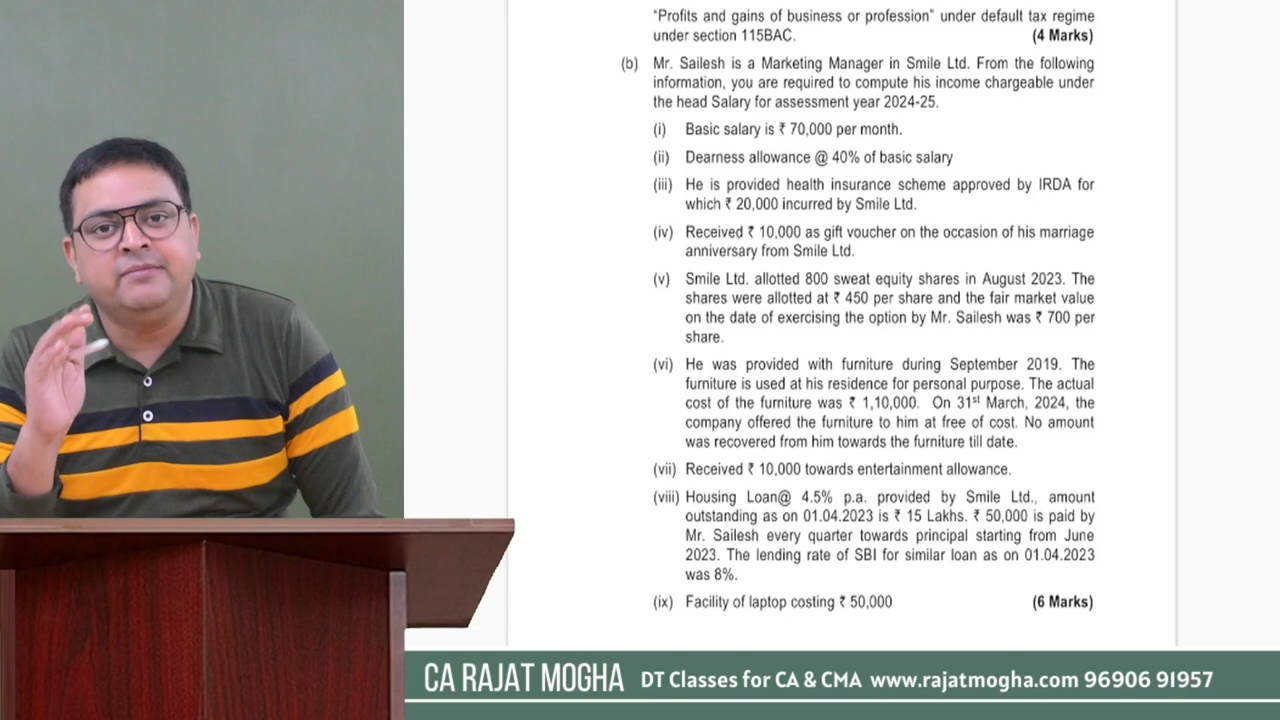 “Profits and gains of business or profession” under default tax regime
under section 115BAC. (4 Marks)
(b) Mr. Sailesh is a Marketing Manager in Smile Ltd. From the following
information, you are required to compute his income chargeable under
the head Salary for assessment year 2024-25.
(i) Basic salary is ₹ 70,000 per month.
(ii) Dearness allowance @ 40% of basic salary
(iii) He is provided health insurance scheme approved by IRDA for
which ₹ 20,000 incurred by Smile Ltd.
(iv) Received ₹ 10,000 as gift voucher on the occasion of his marriage
anniversary from Smile Ltd.
(v) Smile Ltd. allotted 800 sweat equity shares in August 2023. The
shares were allotted at ₹ 450 per share and the fair market value
on the date of exercising the option by Mr. Sailesh was ₹ 700 per
share.
(vi) He was provided with furniture during September 2019. The
furniture is used at his residence for personal purpose. The actual
cost of the furniture was ₹ 1,10,000. On 31st March, 2024, the
company offered the furniture to him at free of cost. No amount
was recovered from him towards the furniture till date.
(vii) Received ₹ 10,000 towards entertainment allowance.
(viii) Housing Loan@ 4.5% p.a. provided by Smile Ltd., amount
outstanding as on 01.04.2023 is ₹ 15 Lakhs. ₹ 50,000 is paid by
Mr. Sailesh every quarter towards principal starting from June
2023. The lending rate of SBI for similar loan as on 01.04.2023
was 8%.
(ix) Facility of laptop costing ₹ 50,000 (6 Marks)
CA RAJAT MOGHA DT Classes for CA & CMA www.rajatmogha.com 96906 91957